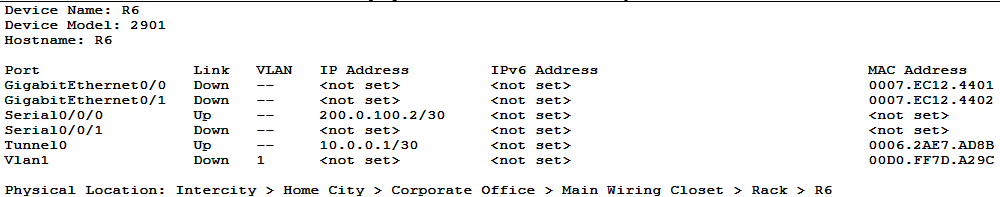 Device Name: R6
Device Model: 2901
Hostname: R6
Port Link VLAN IP Address IPv6 Address MAC Address
GigabitEthernet0/0 Down -- <not set> <not set> 0007.EC12.4401
GigabitEthernet0/1 Down -- <not set> <not set> 0007.EC12.4402
Serial0/0/0 Up -- 200.0.100.2/30 <not set> <not set>
Serial0/0/1 Down -- <not set> <not set> <not set>
Tunnel0 Up -- 10.0.0.1/30 <not set> 0006.2AE7.AD8B
Vlan1 Down 1 <not set> <not set> 00D0.FF7D.A29C
Physical Location: Intercity > Home City > Corporate Office > Main Wiring Closet > Rack > R6